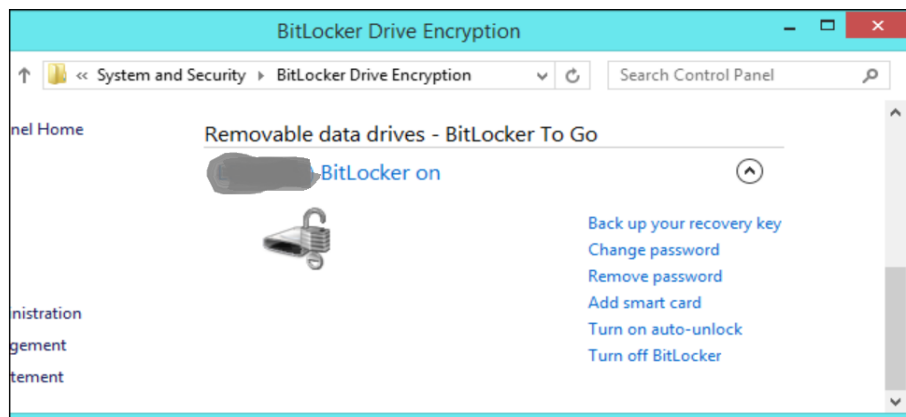 BitLocker Drive Encryption
« System and Security BitLocker Drive Encryption
Search Control Panel
nel Home
Removable data drives - BitLocker To Go
BitLocker on
Back up your recovery key
Change password
Remove password
Add smart card
Turn on auto-unlock
Turn off BitLocker
nistration
gement
tement